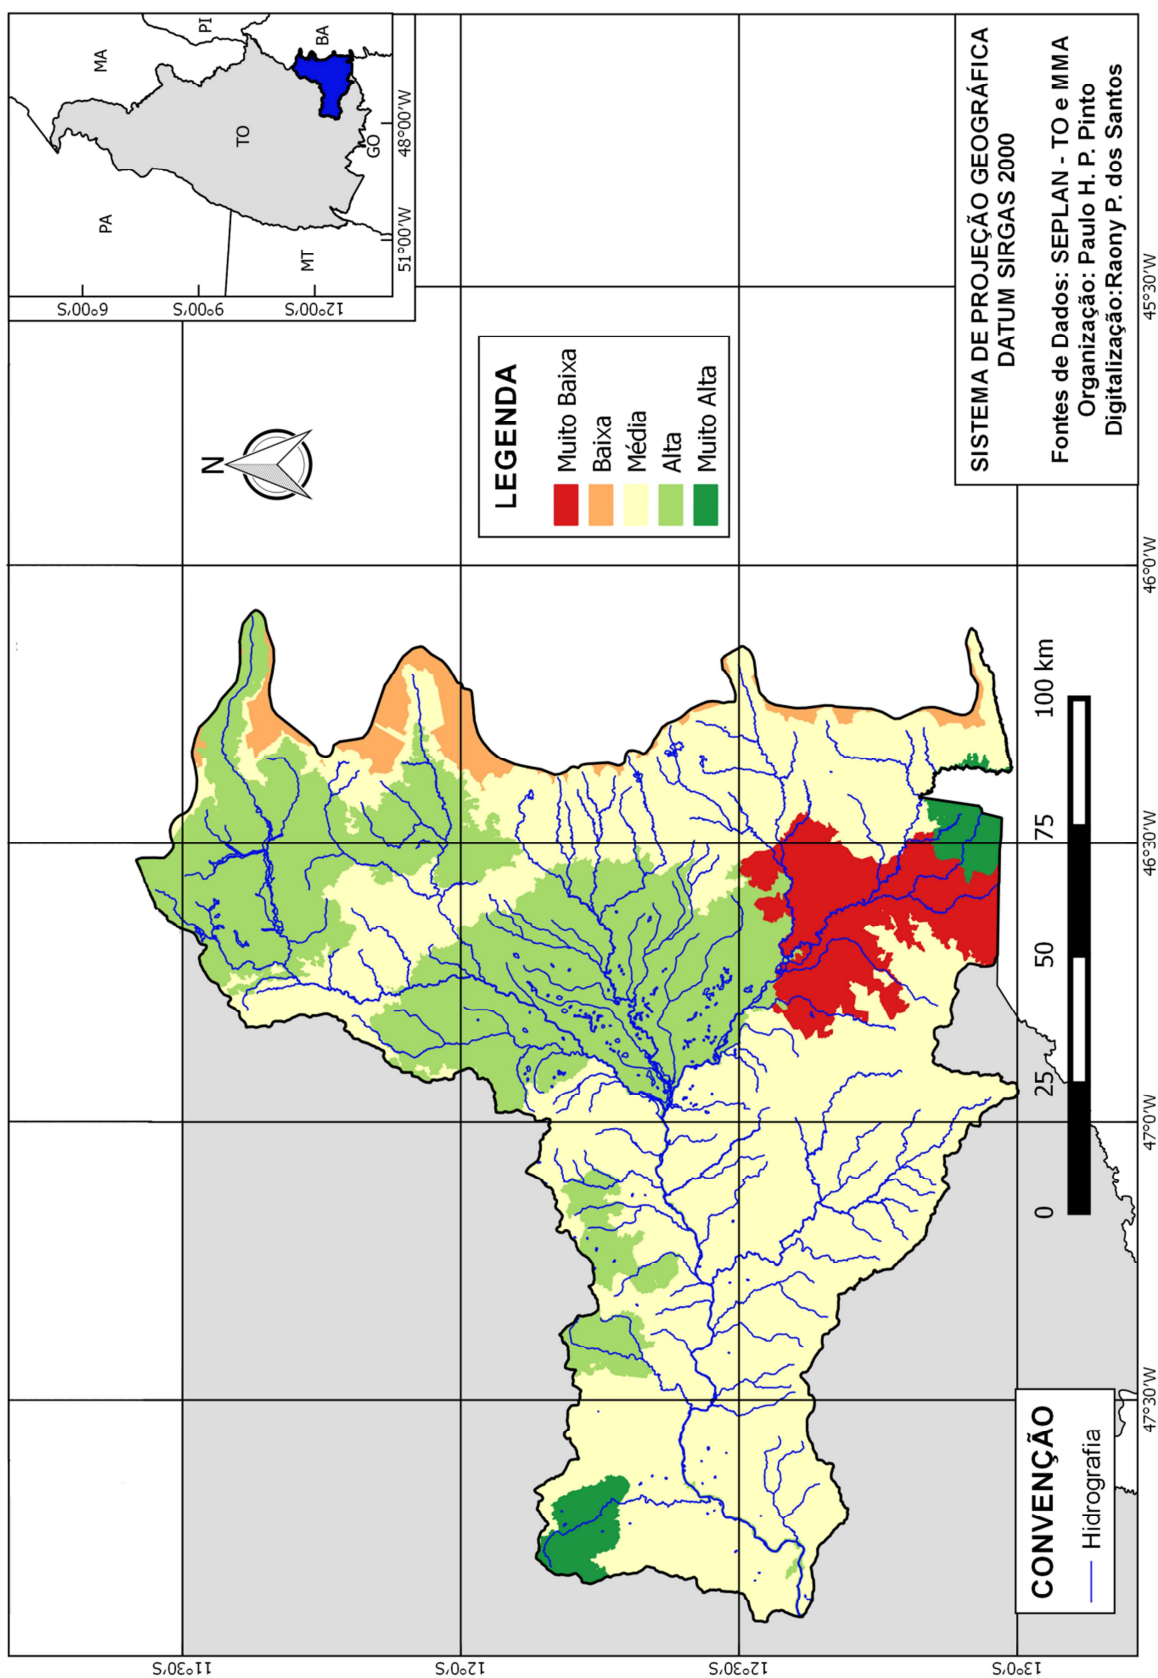 MA
PI
PA
TO
BA
MT
GO
6°00'S
9°00'S
12°00'S
51°00'W
48°00'W
N
LEGENDA
Muito Baixa
Baixa
Média
Alta
Muito Alta
SISTEMA DE PROJEÇÃO GEOGRÁFICA
DATUM SIRGAS 2000
Fontes de Dados: SEPLAN - TO e MMA
Organização: Paulo H. P. Pinto
Digitalização:Raony P. dos Santos
CONVENÇÃO
Hidrografia
0 25 50 75 100 km
11°30'S
12°0'S
12°30'S
13°0'S
47°30'W
47°0'W
46°30'W
46°0'W
45°30'W